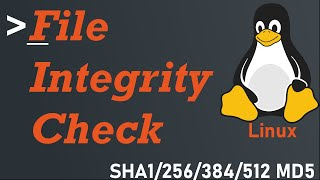 >File
Integrity
Check
Linux
SHA1/256/384/512 MD5